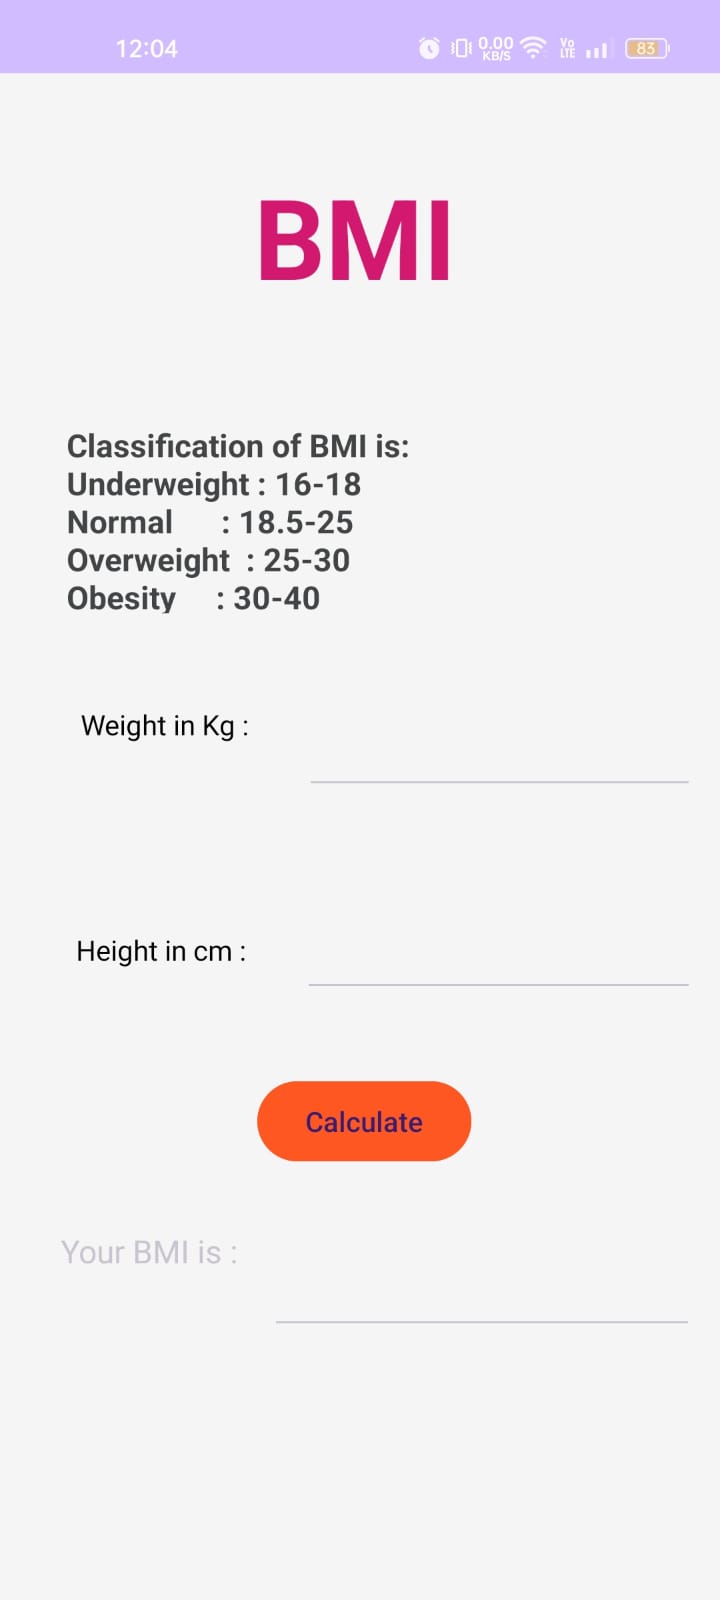 12:04 0.00 KB/S Vo LTE 83
BMI
Classification of BMI is:
Underweight : 16-18
Normal : 18.5-25
Overweight : 25-30
Obesity : 30-40
Weight in Kg :
Height in cm :
Calculate
Your BMI is :